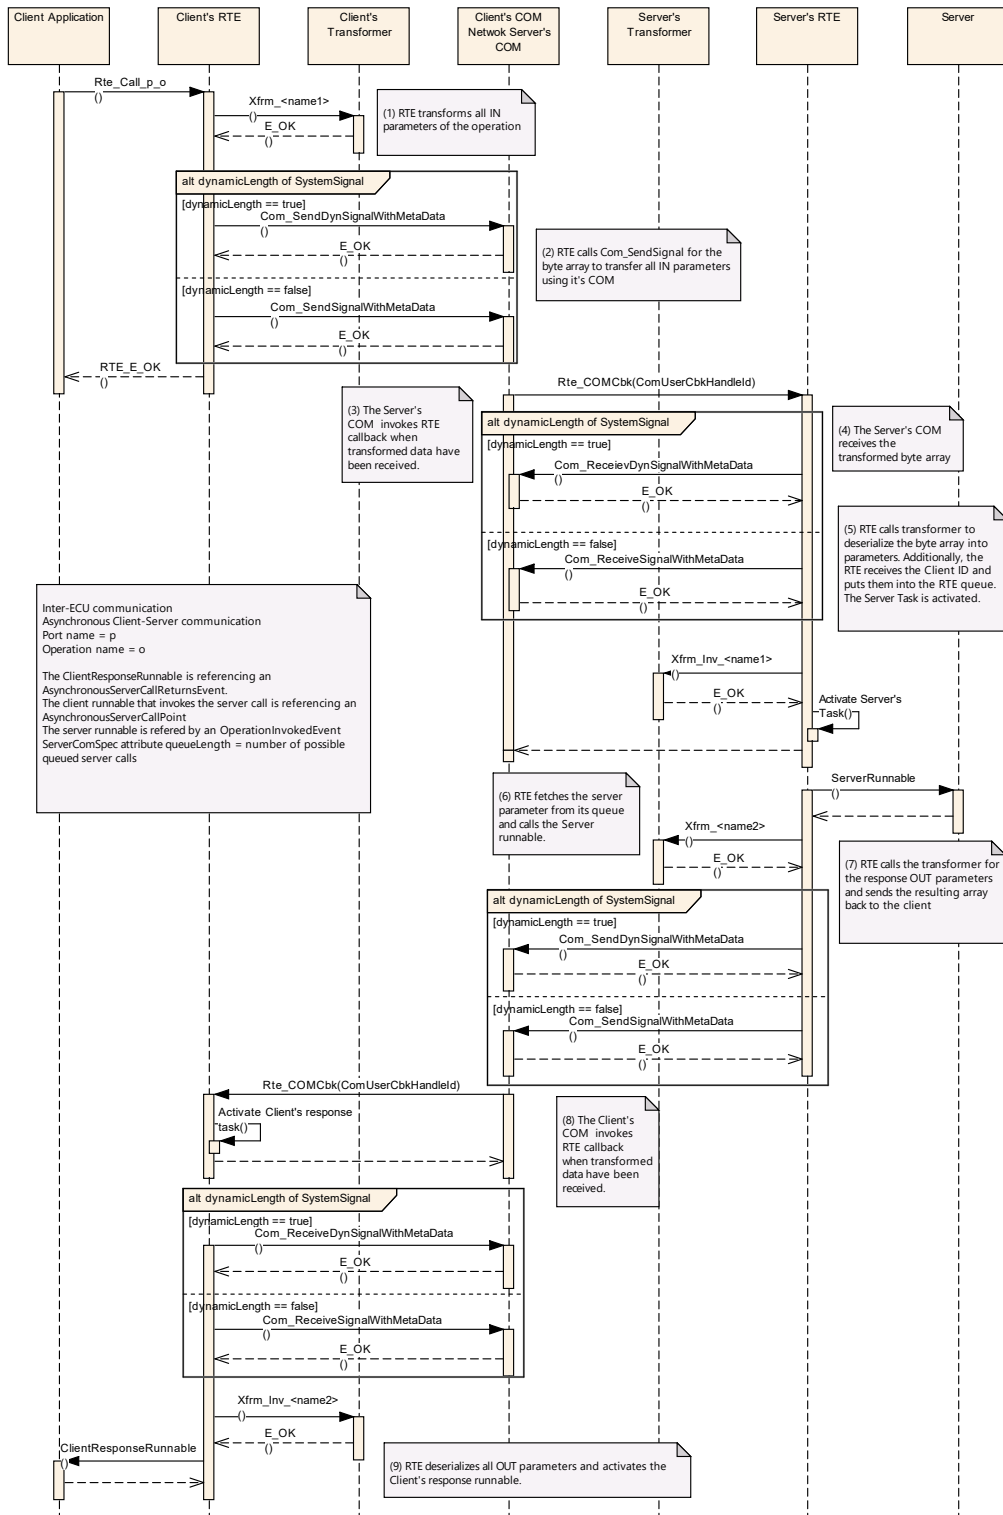 Client Application
Client's RTE
Client's
Transformer
Client's COM
Netwok Server's
COM
Server's
Transformer
Server's RTE
Server
Rte_Call_p_o
()
Xfrm_<name1>
()
E_OK
()
(1) RTE transforms all IN
parameters of the operation
alt dynamicLength of SystemSignal
[dynamicLength == true]
Com_SendDynSignalWithMetaData
()
E_OK
()
(2) RTE calls Com_SendSignal for the
byte array to transfer all IN parameters
using it's COM
[dynamicLength == false]
Com_SendSignalWithMetaData
()
E_OK
()
RTE_E_OK
()
Rte_COMCbk(ComUserCbkHandleId)
(3) The Server's
COM  invokes RTE
callback when
transformed data have
been received.
alt dynamicLength of SystemSignal
[dynamicLength == true]
(4) The Server's COM
receives the
transformed byte array
Com_ReceievDynSignalWithMetaData
()
E_OK
()
(5) RTE calls transformer to
deserialize the byte array into
parameters. Additionally, the
RTE receives the Client ID and
puts them into the RTE queue.
The Server Task is activated.
[dynamicLength == false]
Com_ReceiveSignalWithMetaData
()
E_OK
()
Inter-ECU communication
Asynchronous Client-Server communication
Port name = p
Operation name = o
The ClientResponseRunnable is referencing an
AsynchronousServerCallReturnsEvent.
The client runnable that invokes the server call is referencing an
AsynchronousServerCallPoint
The server runnable is refered by an OperationInvokedEvent
ServerComSpec attribute queueLength = number of possible
queued server calls
Xfrm_Inv_<name1>
()
E_OK
()
Activate Server's
Task()
(6) RTE fetches the server
parameter from its queue
and calls the Server
runnable.
ServerRunnable
()
Xfrm_<name2>
()
E_OK
()
(7) RTE calls the transformer for
the response OUT parameters
and sends the resulting array
back to the client
alt dynamicLength of SystemSignal
[dynamicLength == true]
Com_SendDynSignalWithMetaData
()
E_OK
()
[dynamicLength == false]
Com_SendSignalWithMetaData
()
E_OK
()
Rte_COMCbk(ComUserCbkHandleId)
Activate Client's response
task()
(8) The Client's
COM  invokes
RTE callback
when transformed
data have been
received.
alt dynamicLength of SystemSignal
[dynamicLength == true]
Com_ReceiveDynSignalWithMetaData
()
E_OK
()
[dynamicLength == false]
Com_ReceiveSignalWithMetaData
()
E_OK
()
Xfrm_Inv_<name2>
()
E_OK
()
ClientResponseRunnable
()
(9) RTE deserializes all OUT parameters and activates the
Client's response runnable.